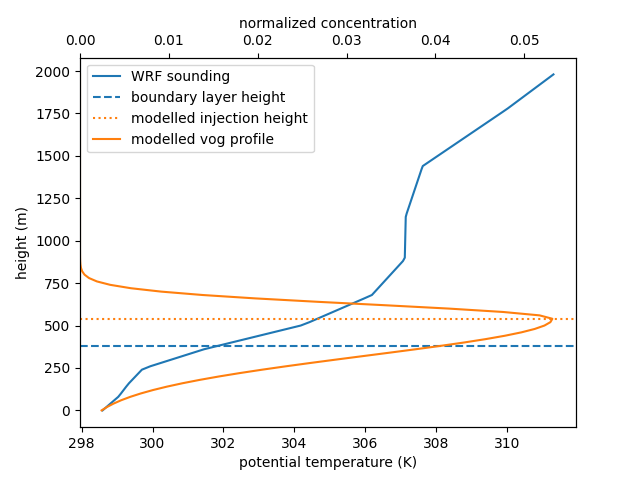 normalized concentration
0.00 0.01 0.02 0.03 0.04 0.05
WRF sounding
boundary layer height
modelled injection height
modelled vog profile
height (m)
2000
1750
1500
1250
1000
750
500
250
0
298 300 302 304 306 308 310
potential temperature (K)